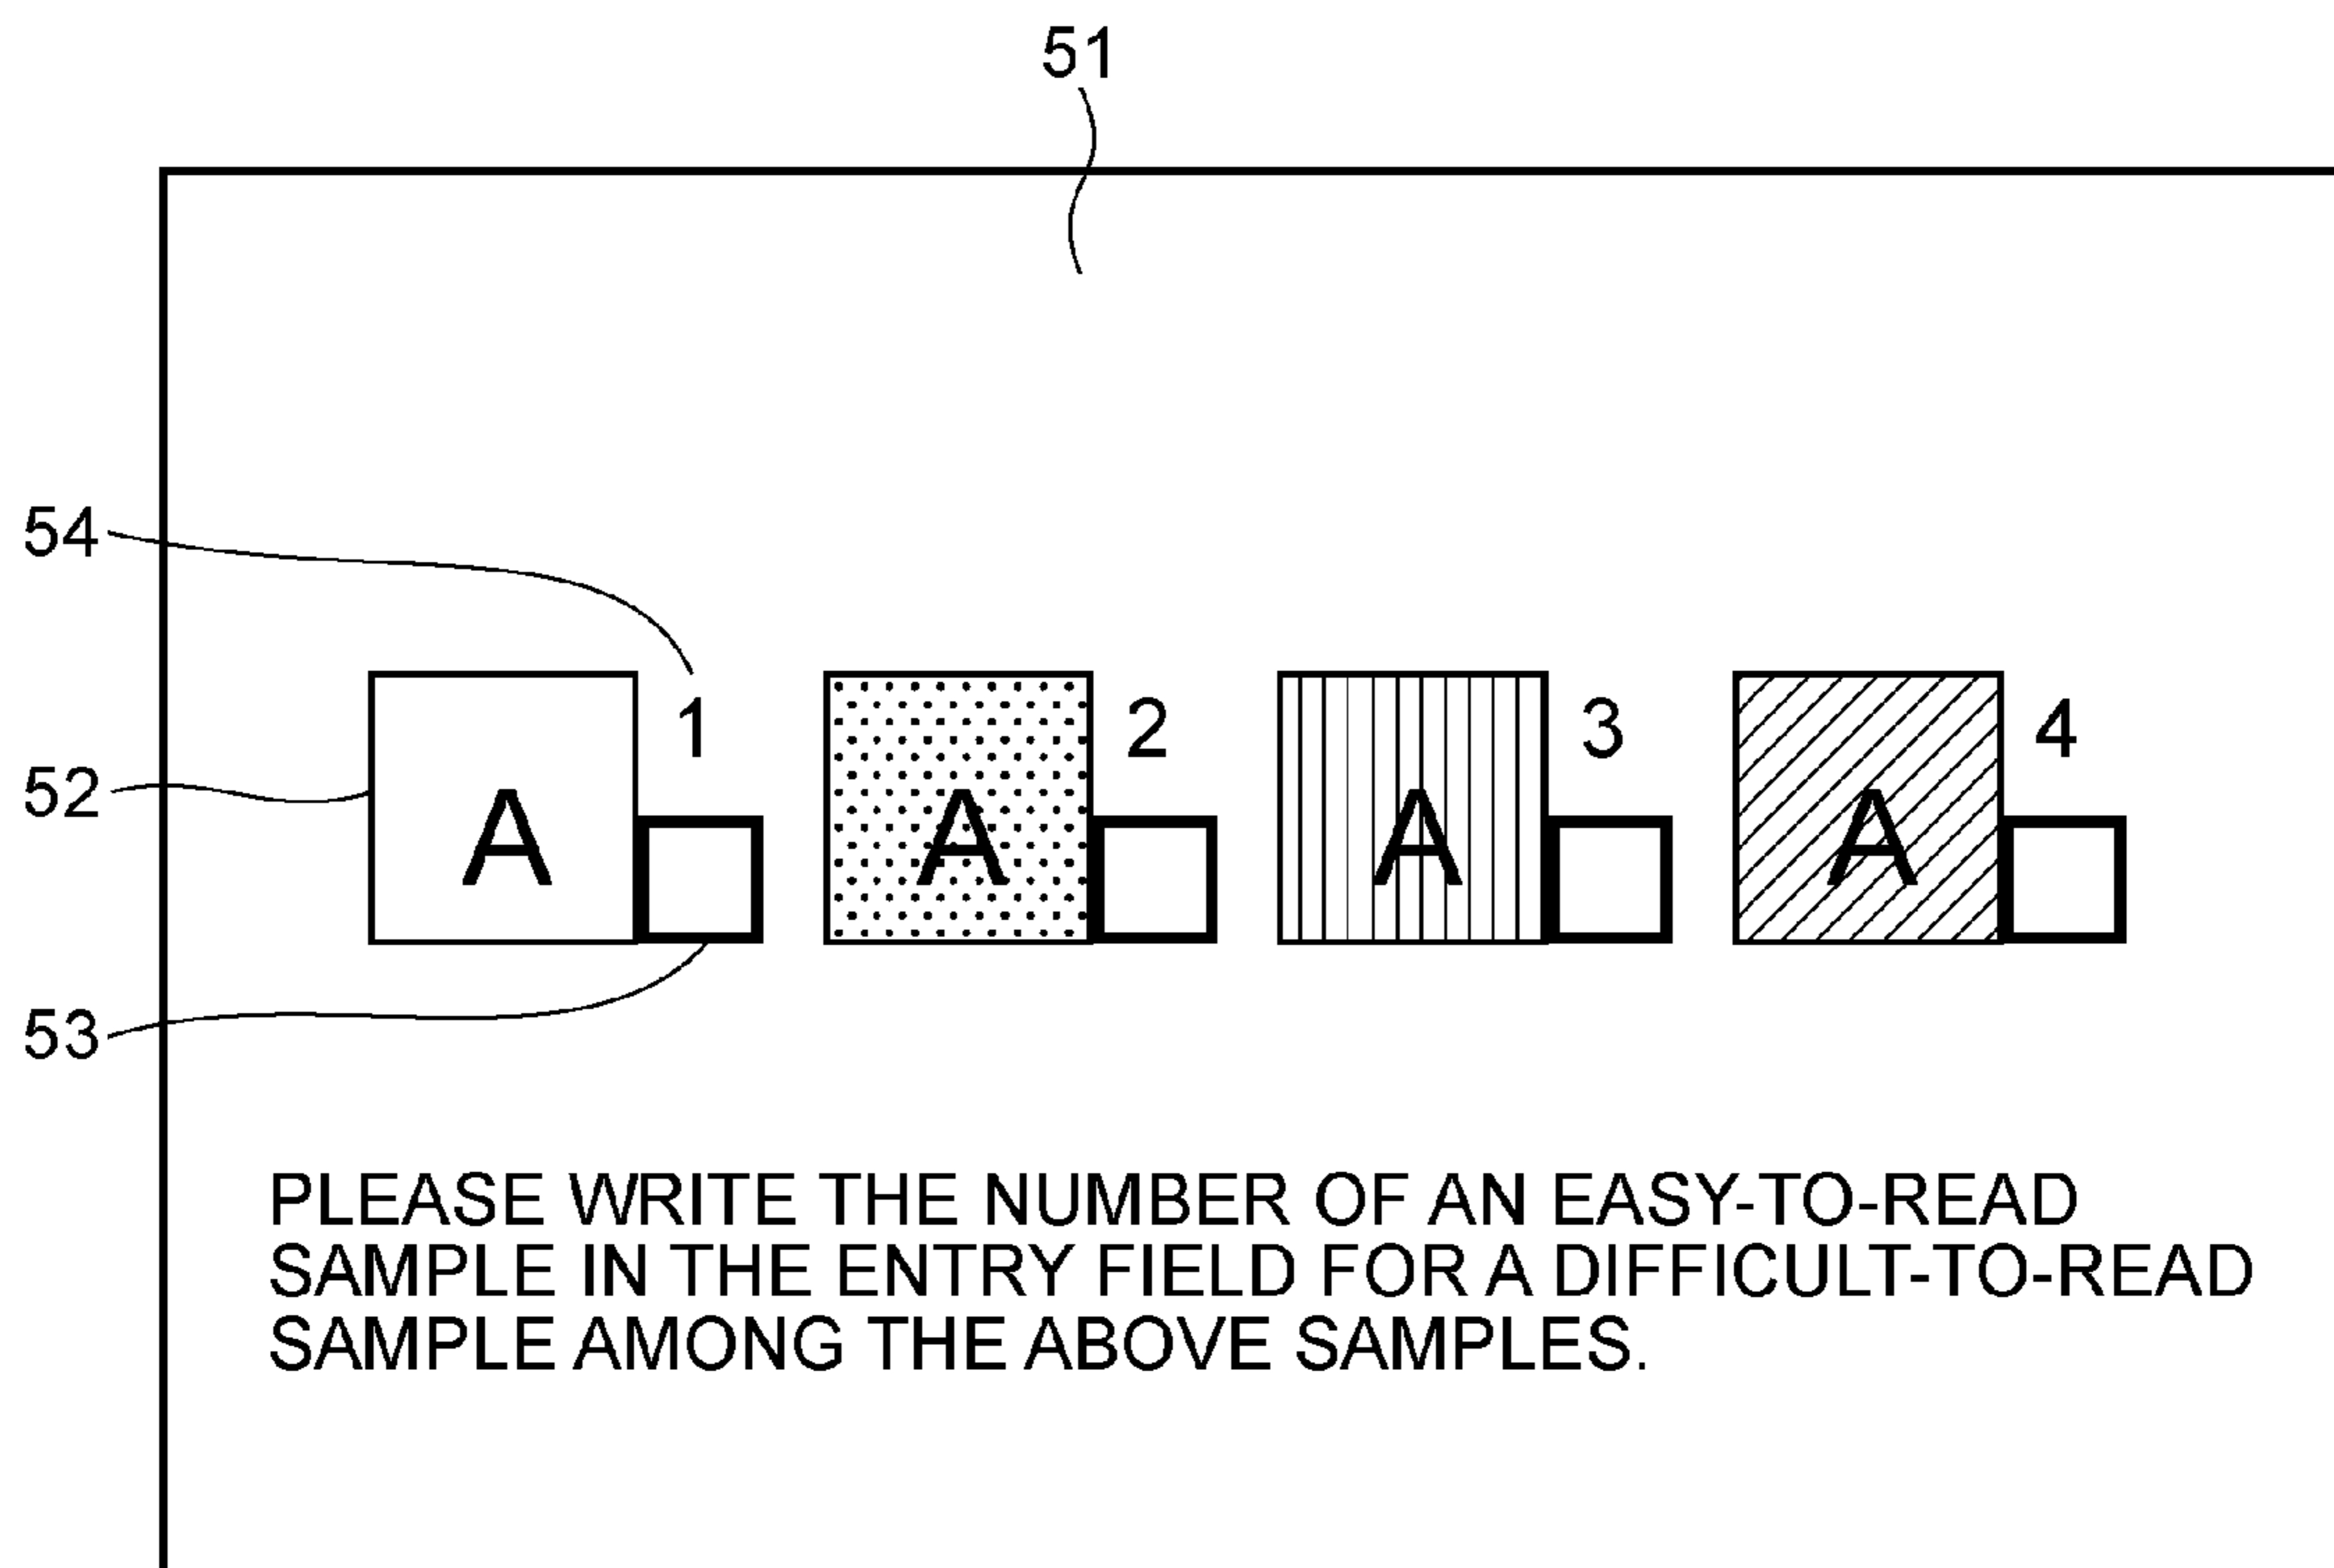 51
54
1 2 3 4
52
A A A A
53
PLEASE WRITE THE NUMBER OF AN EASY-TO-READ
SAMPLE IN THE ENTRY FIELD FOR A DIFFICULT-TO-READ
SAMPLE AMONG THE ABOVE SAMPLES.